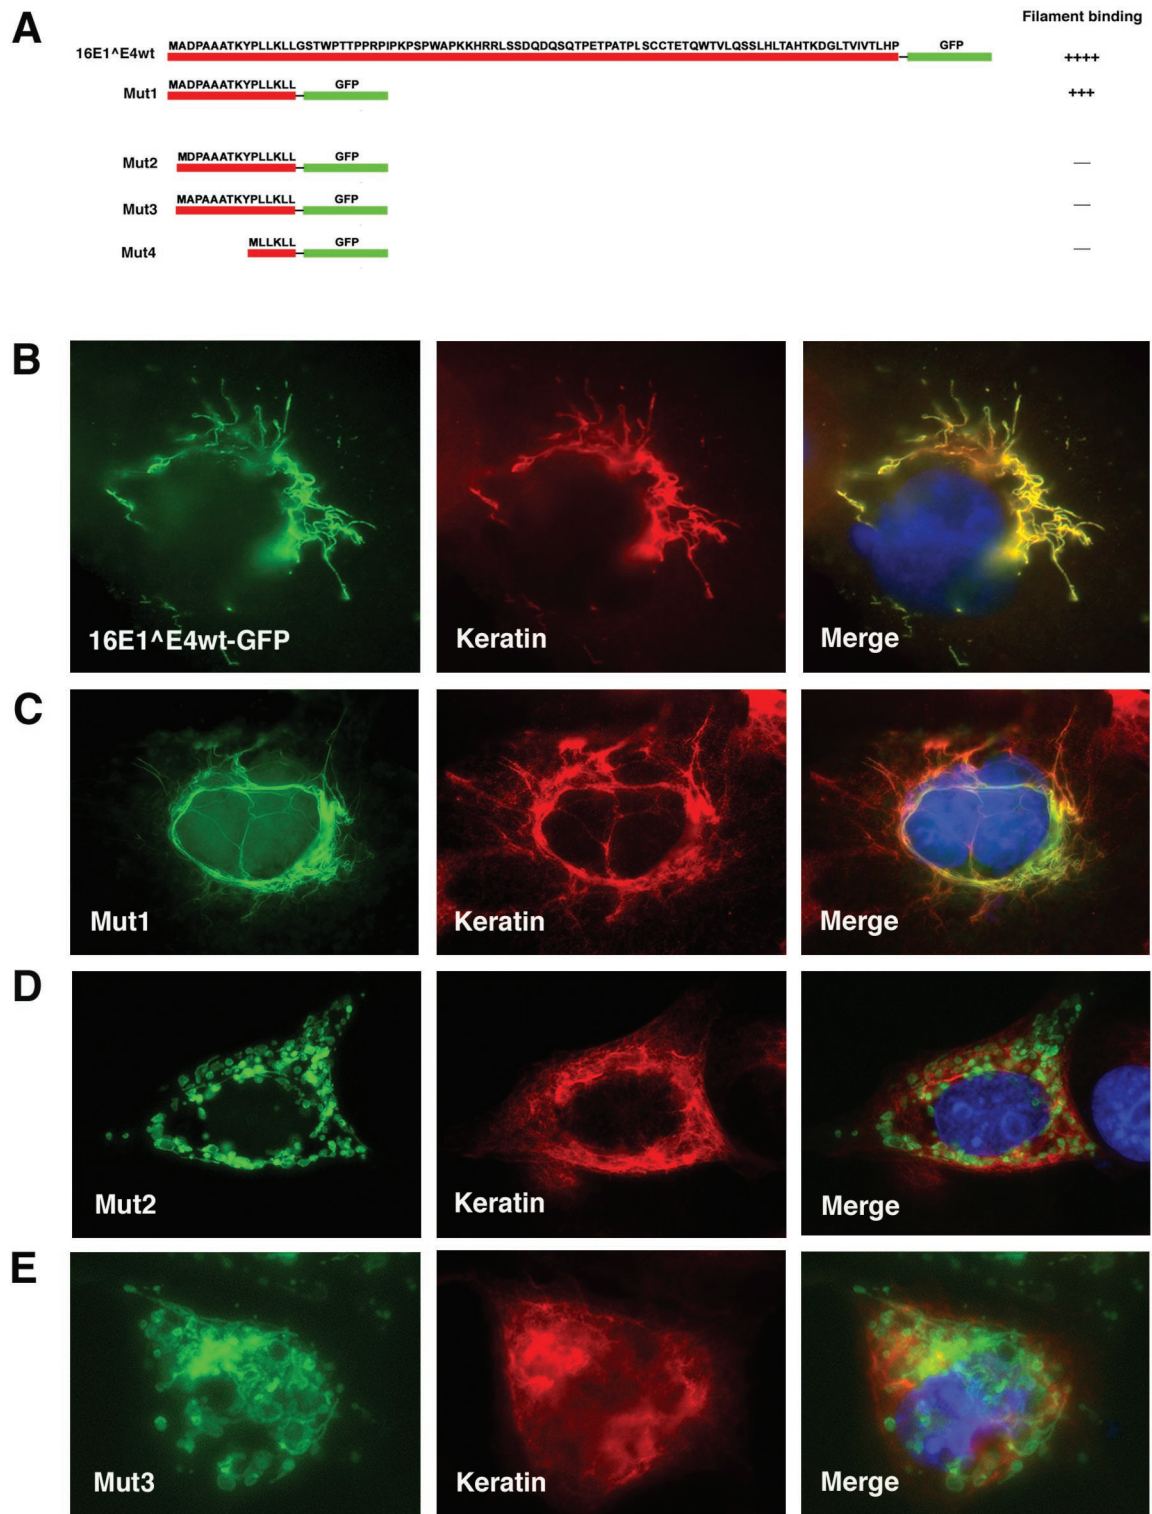 A
Filament binding
16E1^E4wt MADPAAATKYPLLKLLGSTWPTTPPRPIPKPSPWAPKKHRRLSSDQDQSQTPETPATPLSCCTETQWTVLQSSLHLTAHTKDGLTVIVTLHP GFP ++++
Mut1 MADPAAATKYPLLKLL GFP +++
Mut2 MDPAAATKYPLLKLL GFP —
Mut3 MAPAAATKYPLLKLL GFP —
Mut4 MLLKLL GFP —
B
16E1^E4wt-GFP Keratin Merge
C
Mut1 Keratin Merge
D
Mut2 Keratin Merge
E
Mut3 Keratin Merge